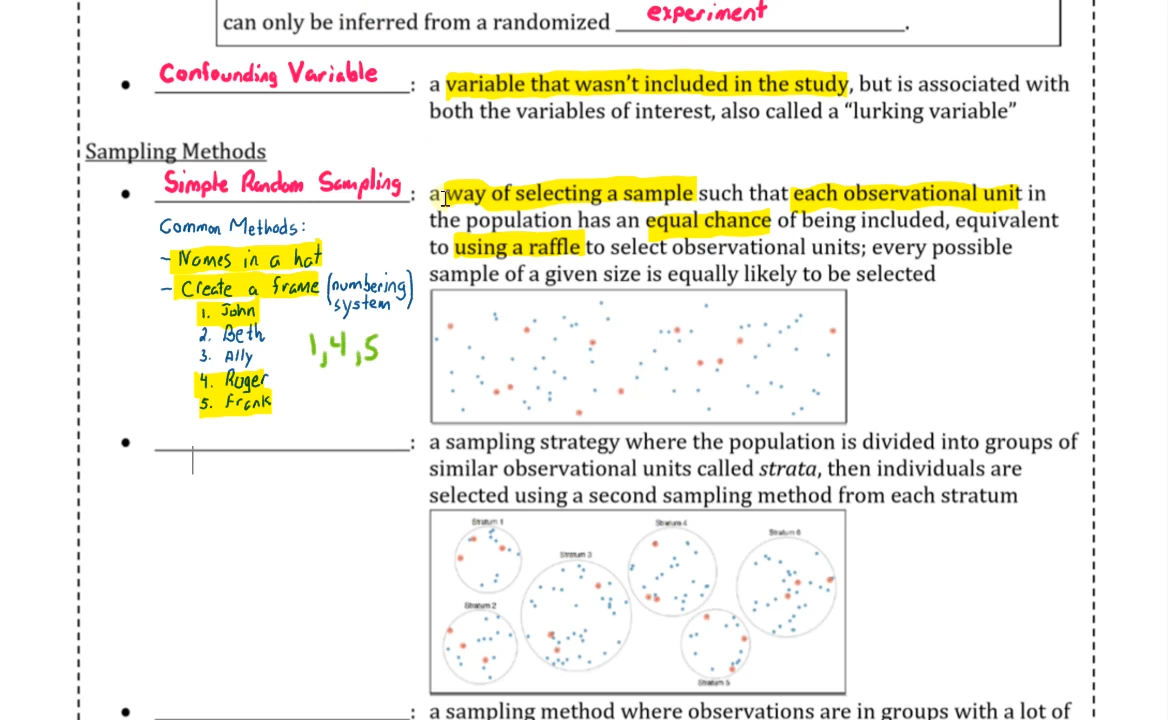 can only be inferred from a randomized experiment.
• Confounding Variable : a variable that wasn't included in the study, but is associated with
both the variables of interest, also called a “lurking variable”
Sampling Methods
• Simple Random Sampling : a way of selecting a sample such that each observational unit in
the population has an equal chance of being included, equivalent
to using a raffle to select observational units; every possible
sample of a given size is equally likely to be selected
Common Methods:
- Names in a hat
- Create a frame (numbering system)
1. John
2. Beth
3. Ally
4. Ruger
5. Frank
1,4,5
• : a sampling strategy where the population is divided into groups of
similar observational units called strata, then individuals are
selected using a second sampling method from each stratum
Stratum 1
Stratum 4
Stratum 6
Stratum 3
Stratum 2
Stratum 5
• : a sampling method where observations are in groups with a lot of